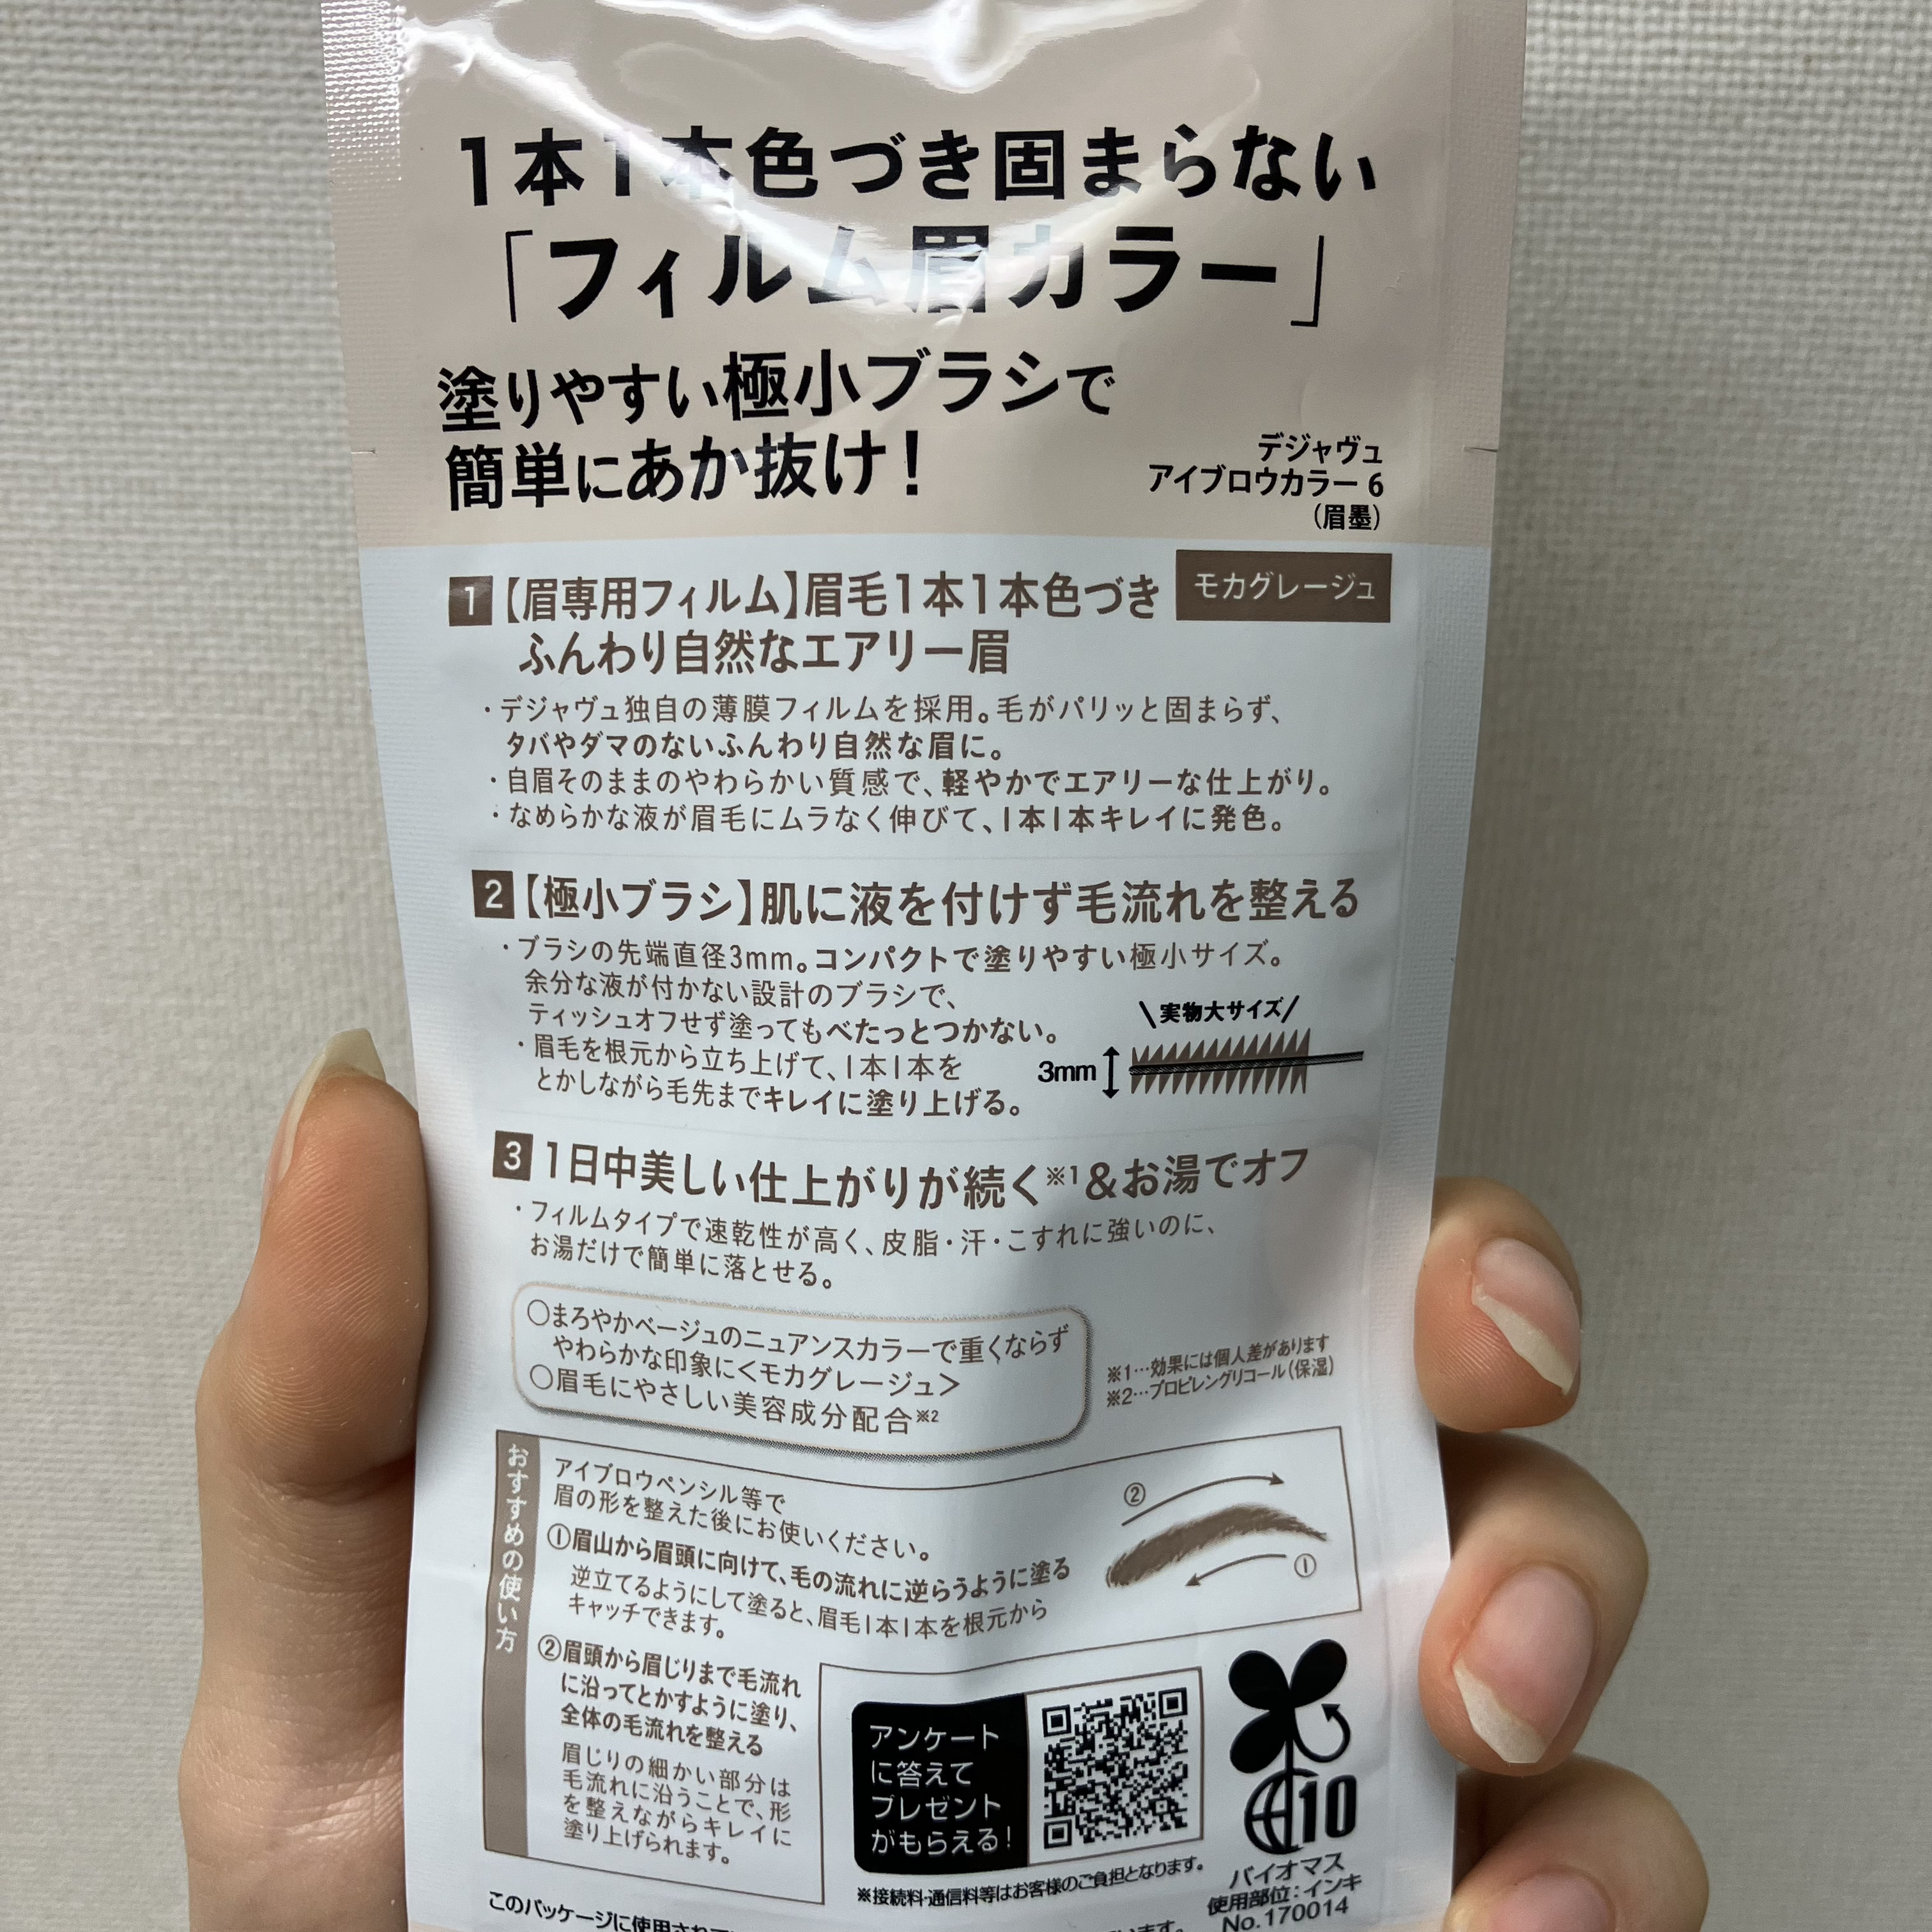 1本1本色づき固まらない
「フィルム眉カラー」
塗りやすい極小ブラシで
簡単にあか抜け!
デジャヴュ
アイブロウカラー 6
(眉墨)
モカグレージュ
1【眉専用フィルム】眉毛1本1本色づき
ふんわり自然なエアリー眉
・デジャヴュ独自の薄膜フィルムを採用。毛がパリッと固まらず、
タバやダマのないふんわり自然な眉に。
・自眉そのままのやわらかい質感で、軽やかでエアリーな仕上がり。
・なめらかな液が眉毛にムラなく伸びて、1本1本キレイに発色。
2【極小ブラシ】肌に液を付けず毛流れを整える
・ブラシの先端直径3mm。コンパクトで塗りやすい極小サイズ。
余分な液が付かない設計のブラシで、
ティッシュオフせず塗ってもべたっとつかない。
・眉毛を根元から立ち上げて、1本1本を
とかしながら毛先までキレイに塗り上げる。
\実物大サイズ/
3mm
3 1日中美しい仕上がりが続く※1&お湯でオフ
・フィルムタイプで速乾性が高く、皮脂・汗・こすれに強いのに、
お湯だけで簡単に落とせる。
○まろやかベージュのニュアンスカラーで重くならず
やわらかな印象に<モカグレージュ>
○眉毛にやさしい美容成分配合※2
※1…効果には個人差があります
※2…プロピレングリコール(保湿)
おすすめの使い方
アイブロウペンシル等で
眉の形を整えた後にお使いください。
①眉山から眉頭に向けて、毛の流れに逆らうように塗る
逆立てるようにして塗ると、眉毛1本1本を根元から
キャッチできます。
②
①
②眉頭から眉じりまで毛流れ
に沿ってとかすように塗り、
全体の毛流れを整える
眉じりの細かい部分は
毛流れに沿うことで、形
を整えながらキレイに
塗り上げられます。
アンケート
に答えて
プレゼント
がもらえる!
※接続料・通信料等はお客様のご負担となります。
10
バイオマス
使用部位:インキ
No.170014
このパッケージに使用され
います。